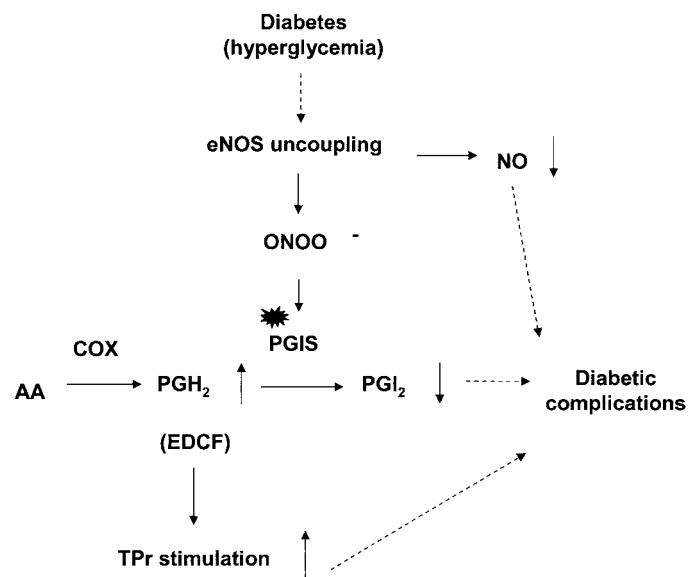 Diabetes
(hyperglycemia)
eNOS uncoupling
NO
ONOO -
PGIS
COX
AA
PGH₂
PGI₂
Diabetic
complications
(EDCF)
TPr stimulation